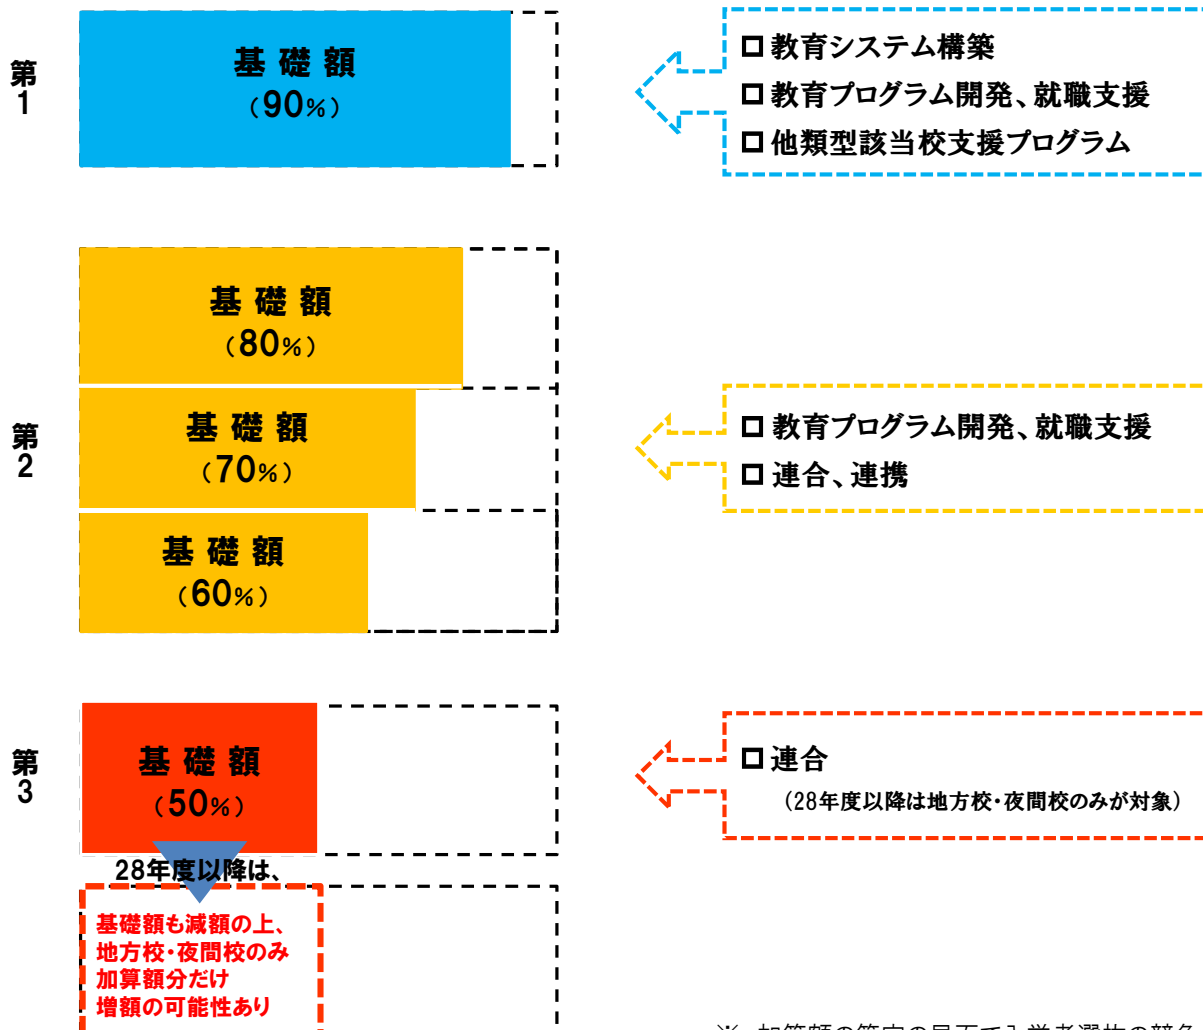 第1
基礎額
（90%）
教育システム構築
教育プログラム開発、就職支援
他類型該当校支援プログラム
第2
基礎額
（80%）
基礎額
（70%）
基礎額
（60%）
教育プログラム開発、就職支援
連合、連携
第3
基礎額
（50%）
連合
（28年度以降は地方校・夜間校のみが対象）
28年度以降は、
基礎額も減額の上、
地方校・夜間校のみ
加算額分だけ
増額の可能性あり